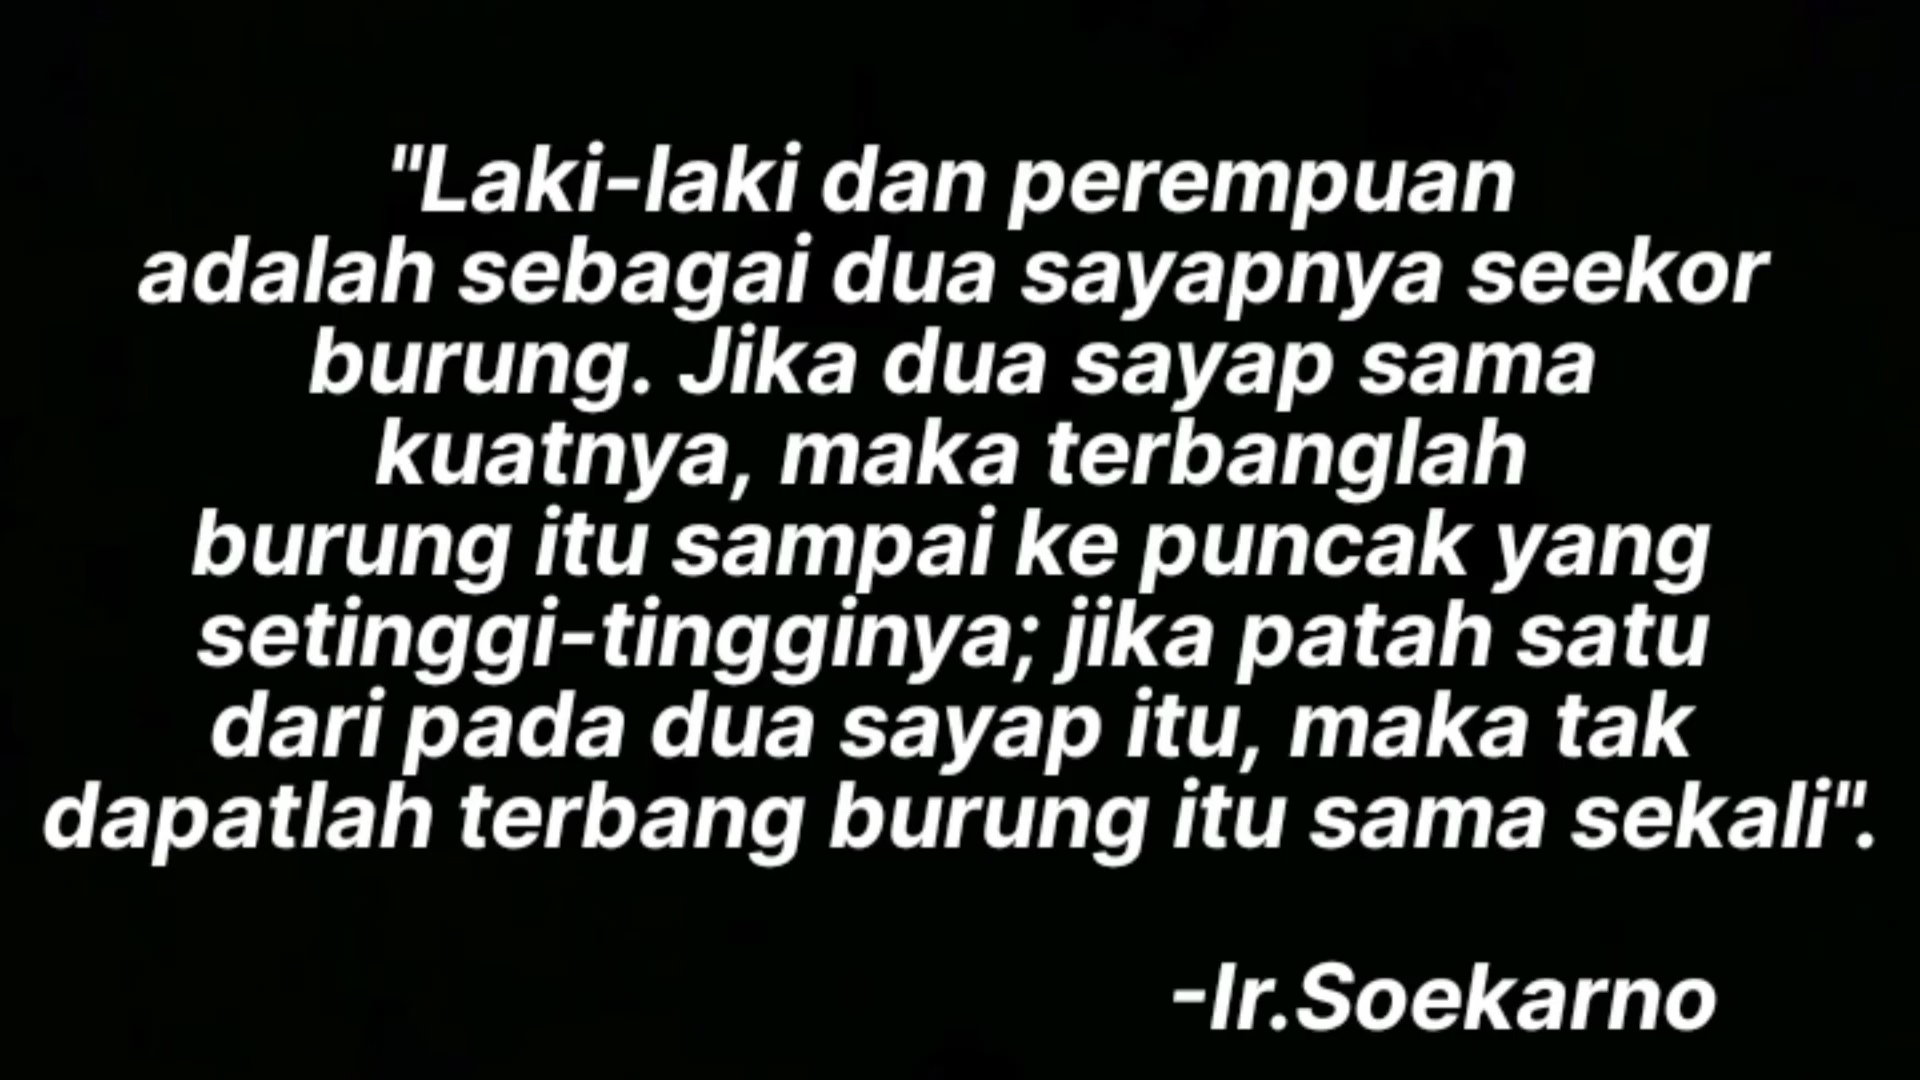 "Laki-laki dan perempuan
adalah sebagai dua sayapnya seekor
burung. Jika dua sayap sama
kuatnya, maka terbanglah
burung itu sampai ke puncak yang
setinggi-tingginya; jika patah satu
dari pada dua sayap itu, maka tak
dapatlah terbang burung itu sama sekali".
-Ir.Soekarno